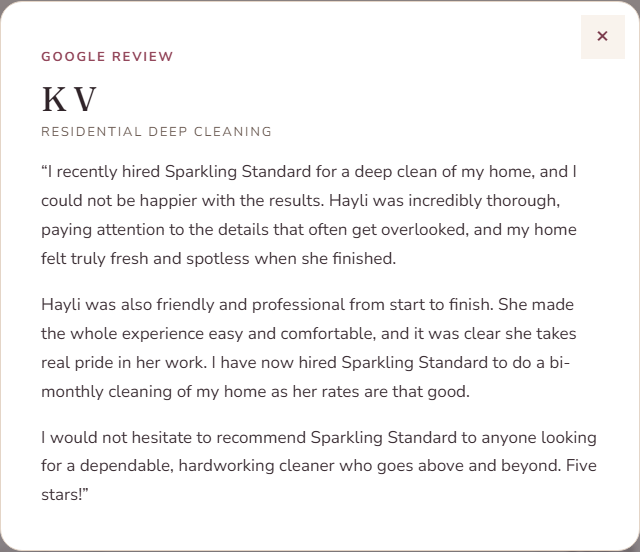 GOOGLE REVIEW
K V
RESIDENTIAL DEEP CLEANING
“I recently hired Sparkling Standard for a deep clean of my home, and I
could not be happier with the results. Hayli was incredibly thorough,
paying attention to the details that often get overlooked, and my home
felt truly fresh and spotless when she finished.
Hayli was also friendly and professional from start to finish. She made
the whole experience easy and comfortable, and it was clear she takes
real pride in her work. I have now hired Sparkling Standard to do a bi-
monthly cleaning of my home as her rates are that good.
I would not hesitate to recommend Sparkling Standard to anyone looking
for a dependable, hardworking cleaner who goes above and beyond. Five
stars!”